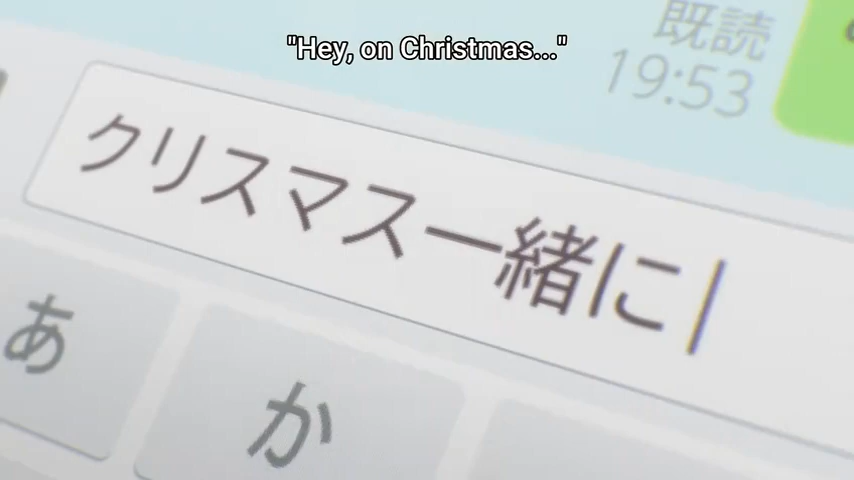 "Hey, on Christmas..."
既読
19:53
クリスマス一緒に
あ
か